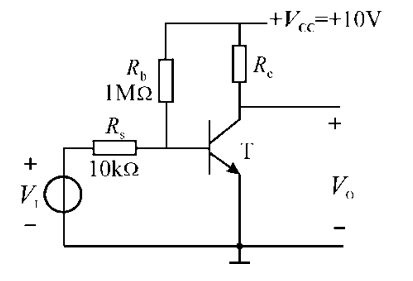 +V_CC=+10V
R_b
1MΩ
R_c
R_s
10kΩ
T
+
V_I
−
+
V_O
−